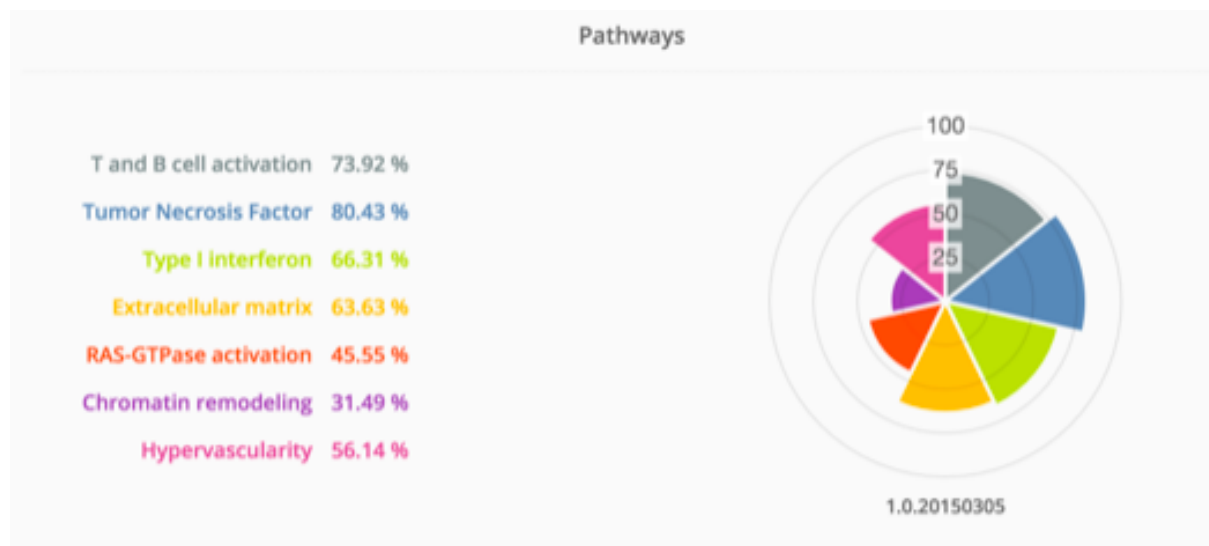 Pathways
T and B cell activation 73.92 %
Tumor Necrosis Factor 80.43 %
Type I interferon 66.31 %
Extracellular matrix 63.63 %
RAS-GTPase activation 45.55 %
Chromatin remodeling 31.49 %
Hypervascularity 56.14 %
100
75
50
25
1.0.20150305